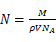 N = M / ρVN_A